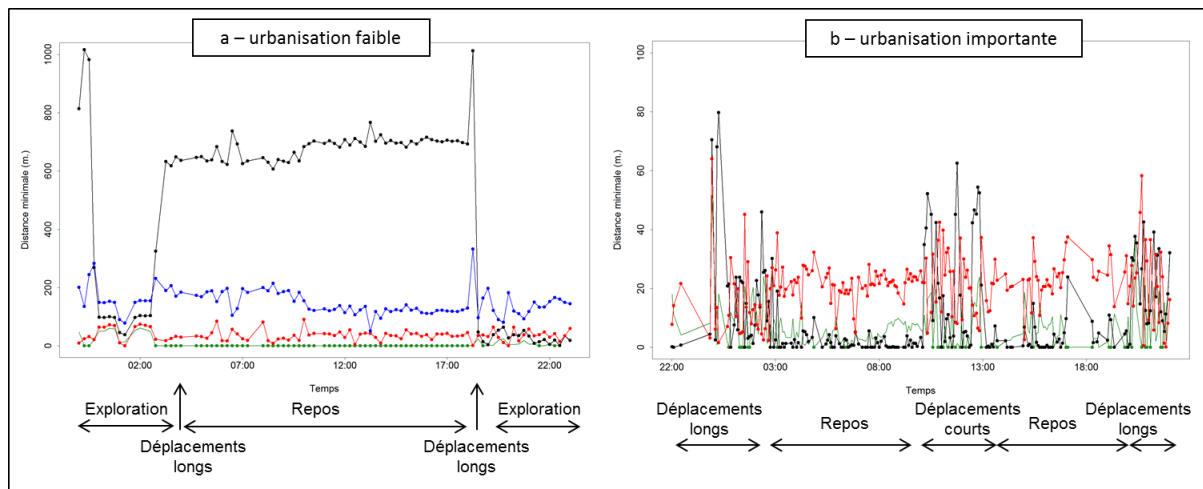 a – urbanisation faible
b – urbanisation importante
Distance minimale (m.)
1000
800
600
400
200
0
02:00
07:00
12:00
17:00
22:00
Temps
Exploration
Repos
Exploration
Déplacements
longs
Déplacements
longs
Distance minimale (m.)
100
80
60
40
20
0
22:00
03:00
08:00
13:00
18:00
Temps
Déplacements
longs
Repos
Déplacements
courts
Repos
Déplacements
longs